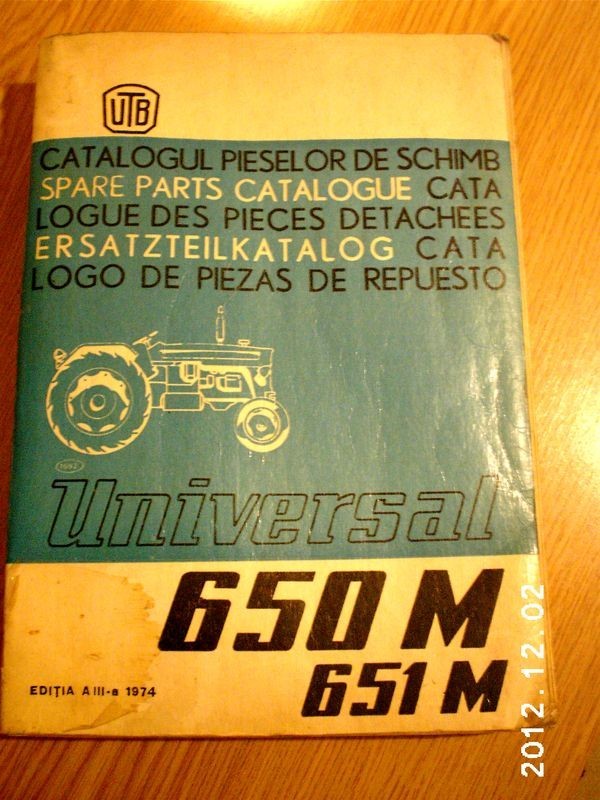 UTB
CATALOGUL PIESELOR DE SCHIMB
SPARE PARTS CATALOGUE CATA
LOGUE DES PIECES DETACHEES
ERSATZTEILKATALOG CATA
LOGO DE PIEZAS DE REPUESTO
Universal
650 M
651 M
EDIȚIA A III-a 1974
2012.12.02